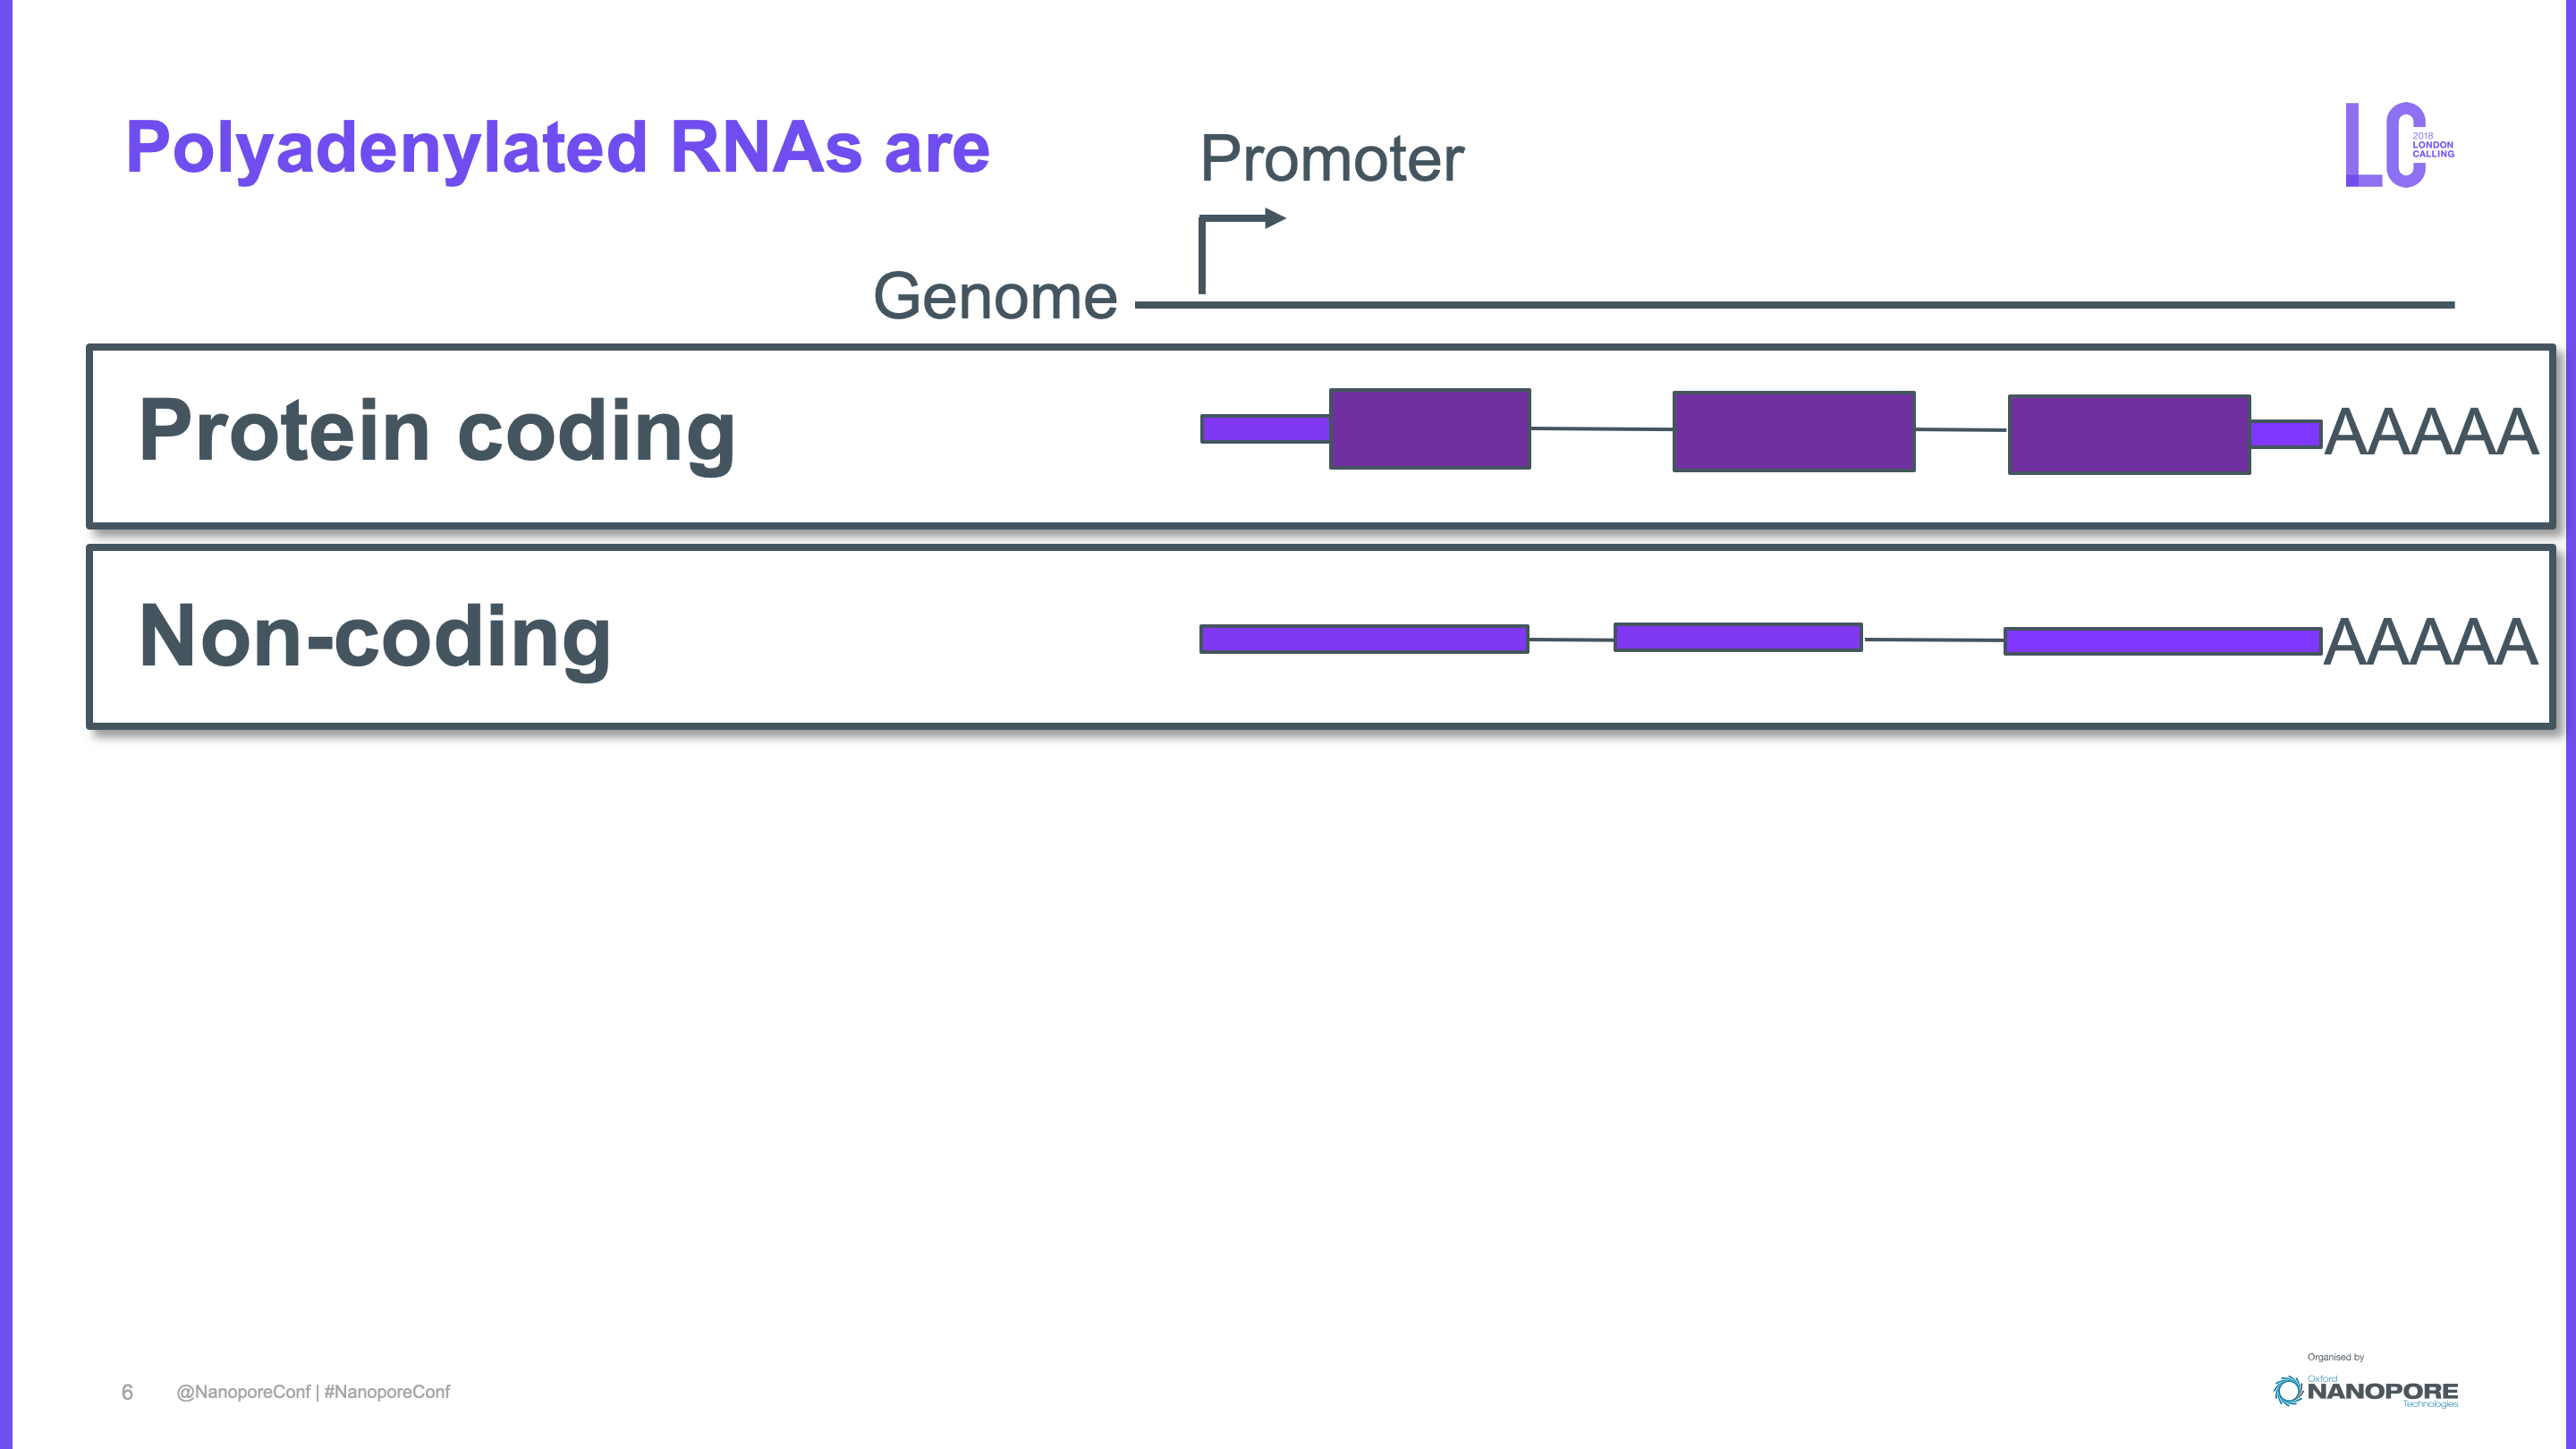 Polyadenylated RNAs are
Promoter
LC
2018
LONDON
CALLING
Genome
Protein coding
AAAAA
Non-coding
AAAAA
6
@NanoporeConf | #NanoporeConf
Organised by
Oxford
NANOPORE
Technologies